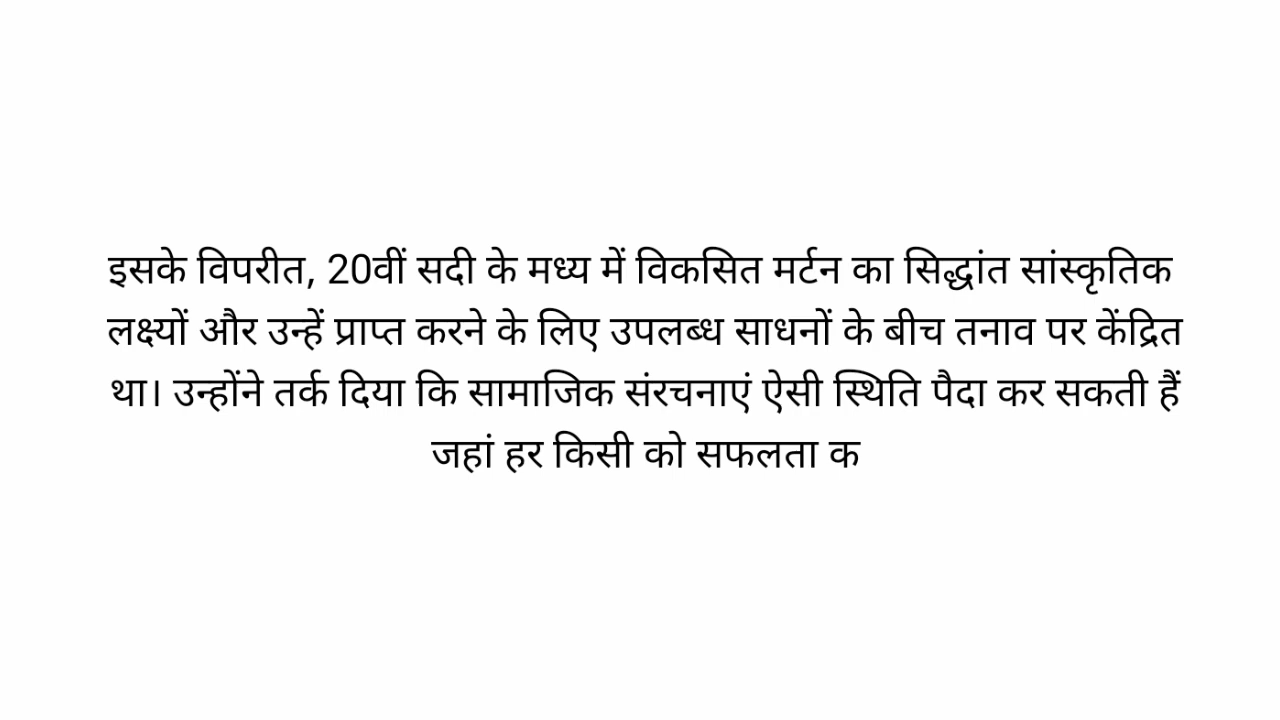 इसके विपरीत, 20वीं सदी के मध्य में विकसित मर्टन का सिद्धांत सांस्कृतिक
लक्ष्यों और उन्हें प्राप्त करने के लिए उपलब्ध साधनों के बीच तनाव पर केंद्रित
था। उन्होंने तर्क दिया कि सामाजिक संरचनाएं ऐसी स्थिति पैदा कर सकती हैं
जहां हर किसी को सफलता क